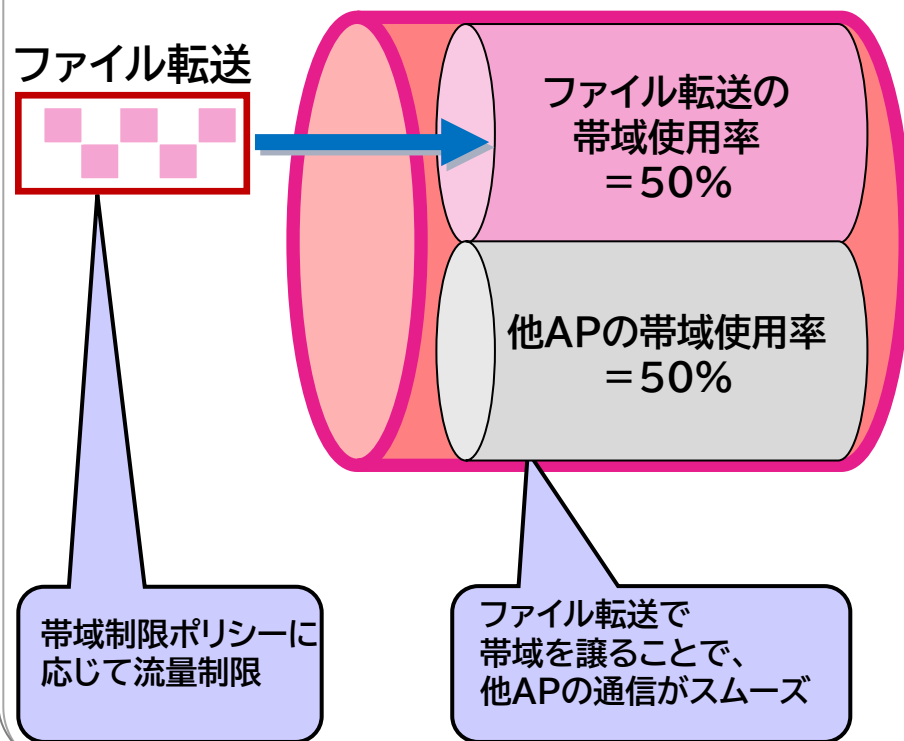 ファイル転送
ファイル転送の
帯域使用率
＝50%
他APの帯域使用率
＝50%
帯域制限ポリシーに
応じて流量制限
ファイル転送で
帯域を譲ることで、
他APの通信がスムーズ